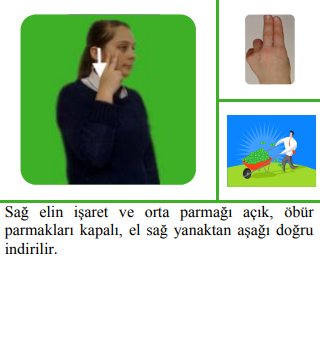 Sağ elin işaret ve orta parmağı açık, öbür
parmakları kapalı, el sağ yanaktan aşağı doğru
indirilir.